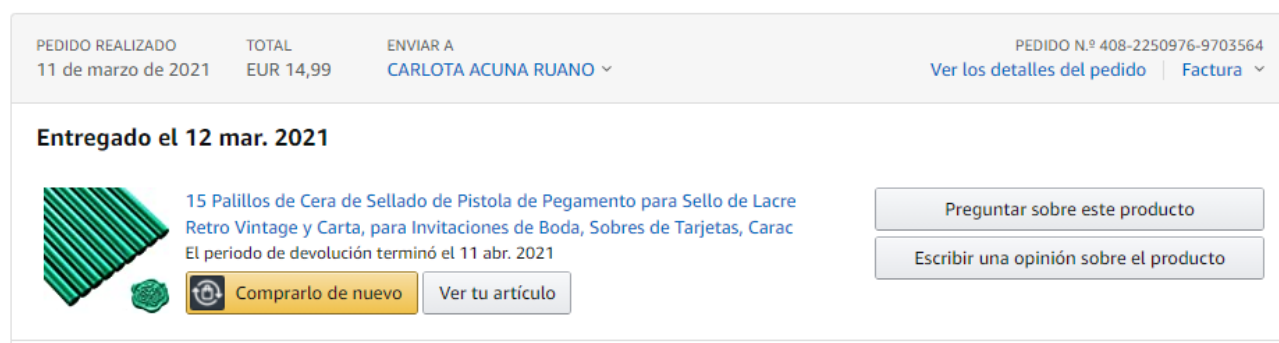 PEDIDO REALIZADO
11 de marzo de 2021
TOTAL
EUR 14,99
ENVIAR A
CARLOTA ACUNA RUANO
PEDIDO N.º 408-2250976-9703564
Ver los detalles del pedido
Factura
Entregado el 12 mar. 2021
15 Palillos de Cera de Sellado de Pistola de Pegamento para Sello de Lacre
Retro Vintage y Carta, para Invitaciones de Boda, Sobres de Tarjetas, Carac
El periodo de devolución terminó el 11 abr. 2021
Comprarlo de nuevo
Ver tu artículo
Preguntar sobre este producto
Escribir una opinión sobre el producto